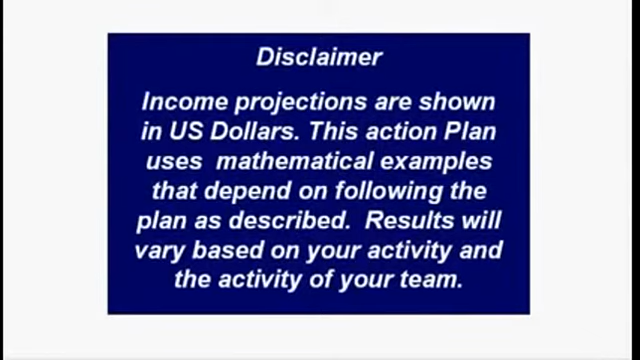 Disclaimer
Income projections are shown
in US Dollars. This action Plan
uses mathematical examples
that depend on following the
plan as described. Results will
vary based on your activity and
the activity of your team.